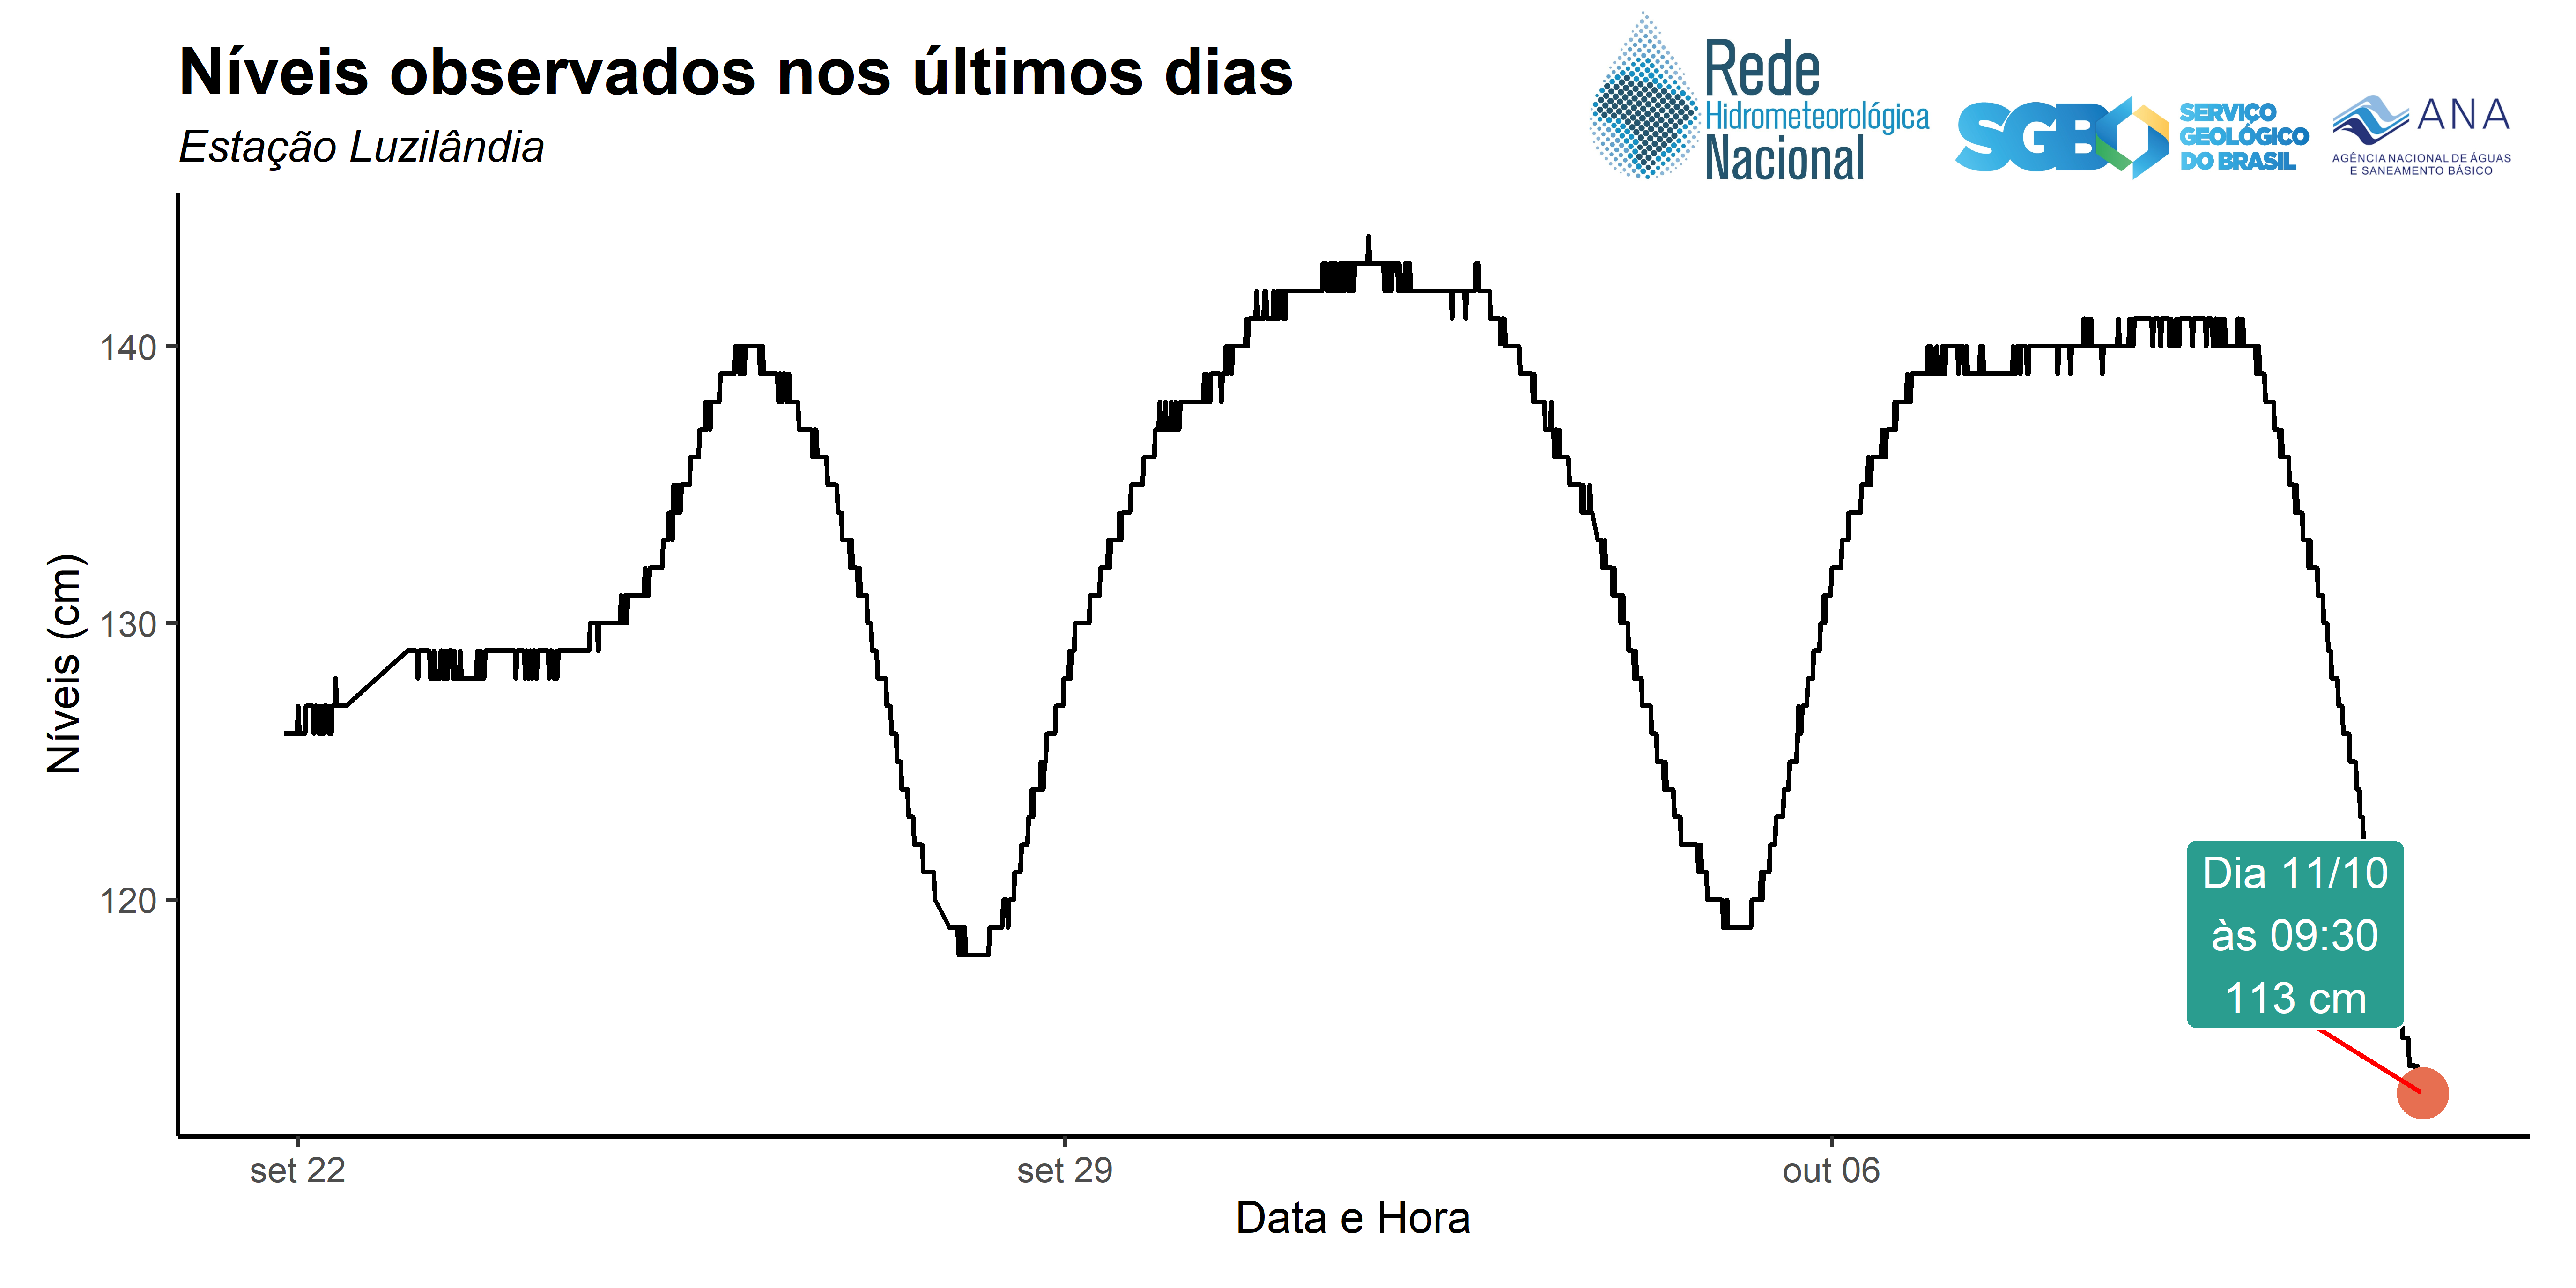 Níveis observados nos últimos dias
Estação Luzilândia
Rede
Hidrometeorológica
Nacional
SGB
SERVIÇO
GEOLÓGICO
DO BRASIL
ANA
AGÊNCIA NACIONAL DE ÁGUAS
E SANEAMENTO BÁSICO
Níveis (cm)
140
130
120
Dia 11/10
às 09:30
113 cm
set 22
set 29
out 06
Data e Hora